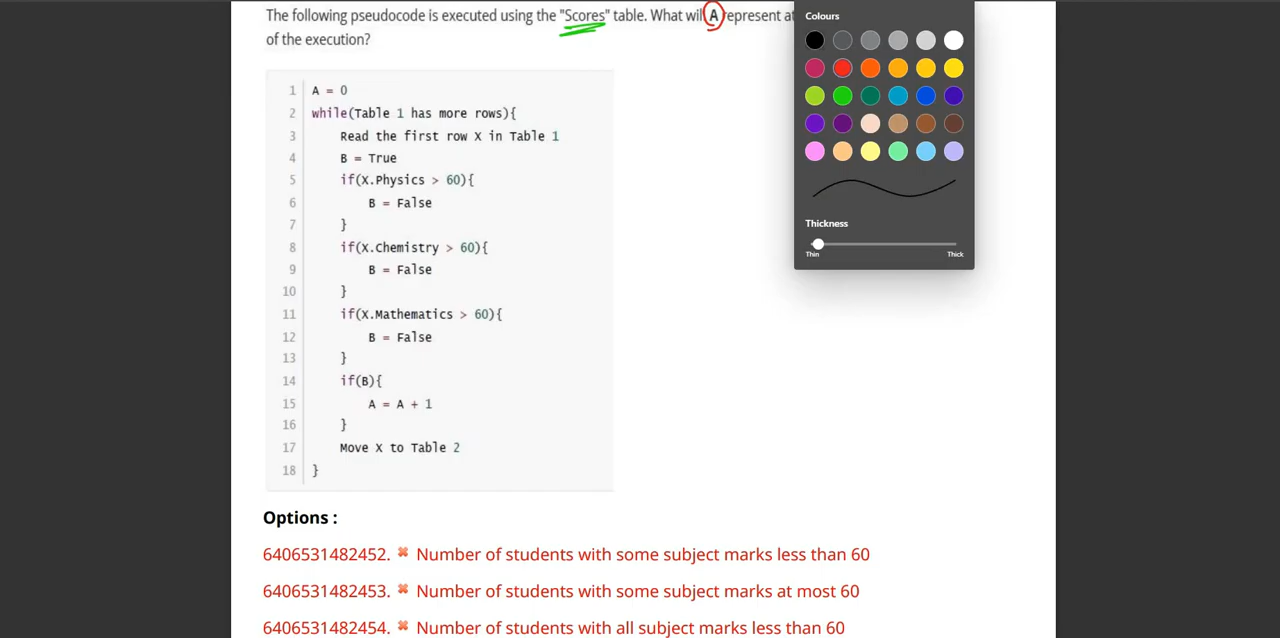 The following pseudocode is executed using the "Scores" table. What will A represent at
of the execution?
1 A = 0
2 while(Table 1 has more rows){
3 Read the first row X in Table 1
4 B = True
5 if(X.Physics > 60){
6 B = False
7 }
8 if(X.Chemistry > 60){
9 B = False
10 }
11 if(X.Mathematics > 60){
12 B = False
13 }
14 if(B){
15 A = A + 1
16 }
17 Move X to Table 2
18 }
Options :
6406531482452. ✖ Number of students with some subject marks less than 60
6406531482453. ✖ Number of students with some subject marks at most 60
6406531482454. ✖ Number of students with all subject marks less than 60
Colours
Thickness
Thin Thick